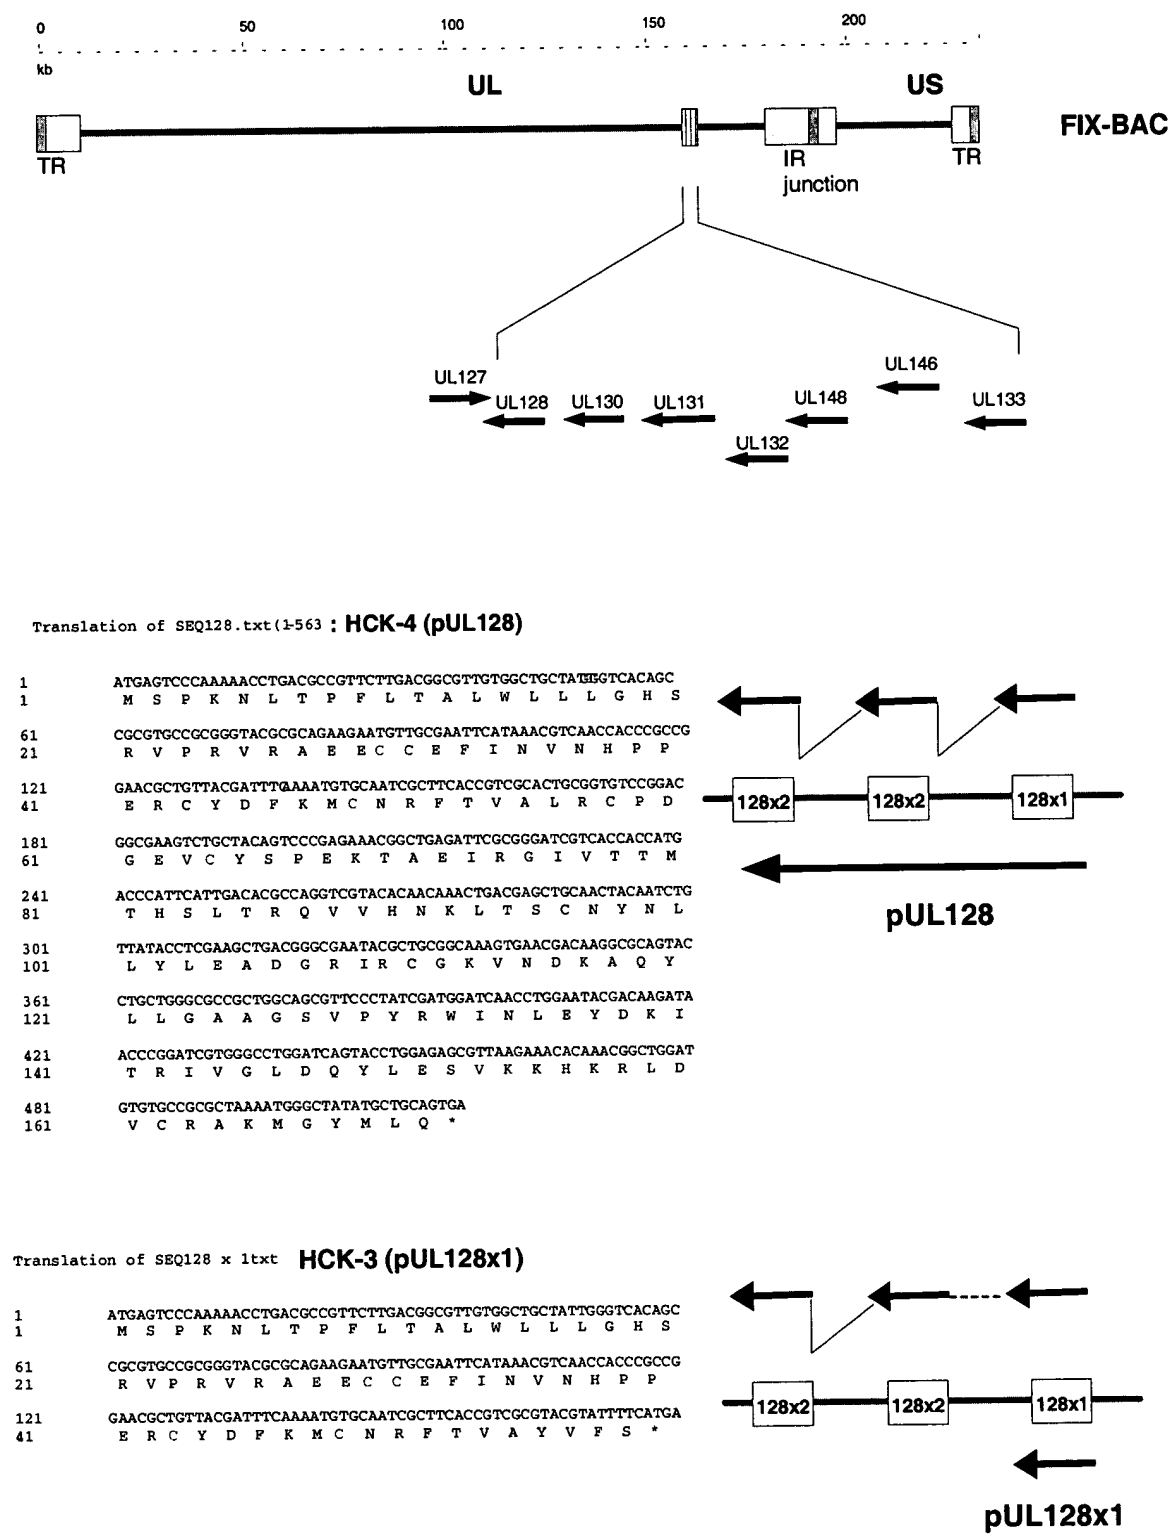 0 50 100 150 200
kb
UL US
FIX-BAC
TR IR TR
junction
UL146
UL127
UL128 UL130 UL131 UL148 UL133
UL132
Translation of SEQ128.txt(1-563 : HCK-4 (pUL128)
1 ATGAGTCCCAAAAACCTGACGCCGTTCTTGACGGCGTTGTGGCTGCTATTGGGTCACAGC
1 M S P K N L T P F L T A L W L L L G H S
61 CGCGTGCCGCGGGTACGCGCAGAAGAATGTTGCGAATTCATAAACGTCAACCACCCGCCG
21 R V P R V R A E E C C E F I N V N H P P
121 GAACGCTGTTACGATTTCAAAATGTGCAATCGCTTCACCGTCGCACTGCGGTGTCCGGAC
41 E R C Y D F K M C N R F T V A L R C P D
128x2 128x2 128x1
181 GGCGAAGTCTGCTACAGTCCCGAGAAACGGCTGAGATTCGCGGGATCGTCACCACCATG
61 G E V C Y S P E K T A E I R G I V T T M
241 ACCCATTCATTGACACGCCAGGTCGTACACAACAAACTGACGAGCTGCAACTACAATCTG
81 T H S L T R Q V V H N K L T S C N Y N L
pUL128
301 TTATACCTCGAAGCTGACGGGCGAATACGCTGCGGCAAAGTGAACGACAAGGCGCAGTAC
101 L Y L E A D G R I R C G K V N D K A Q Y
361 CTGCTGGGCGCCGCTGGCAGCGTTCCCTATCGATGGATCAACCTGGAATACGACAAGATA
121 L L G A A G S V P Y R W I N L E Y D K I
421 ACCCGGATCGTGGGCCTGGATCAGTACCTGGAGAGCGTTAAGAAACACAAACGGCTGGAT
141 T R I V G L D Q Y L E S V K K H K R L D
481 GTGTGCCGCGCTAAAATGGGCTATATGCTGCAGTGA
161 V C R A K M G Y M L Q *
Translation of SEQ128 x 1txt HCK-3 (pUL128x1)
1 ATGAGTCCCAAAAACCTGACGCCGTTCTTGACGGCGTTGTGGCTGCTATTGGGTCACAGC
1 M S P K N L T P F L T A L W L L L G H S
61 CGCGTGCCGCGGGTACGCGCAGAAGAATGTTGCGAATTCATAAACGTCAACCACCCGCCG
21 R V P R V R A E E C C E F I N V N H P P
121 GAACGCTGTTACGATTTCAAAATGTGCAATCGCTTCACCGTCGCGTACGTATTTTCATGA
41 E R C Y D F K M C N R F T V A Y V F S *
128x2 128x2 128x1
pUL128x1